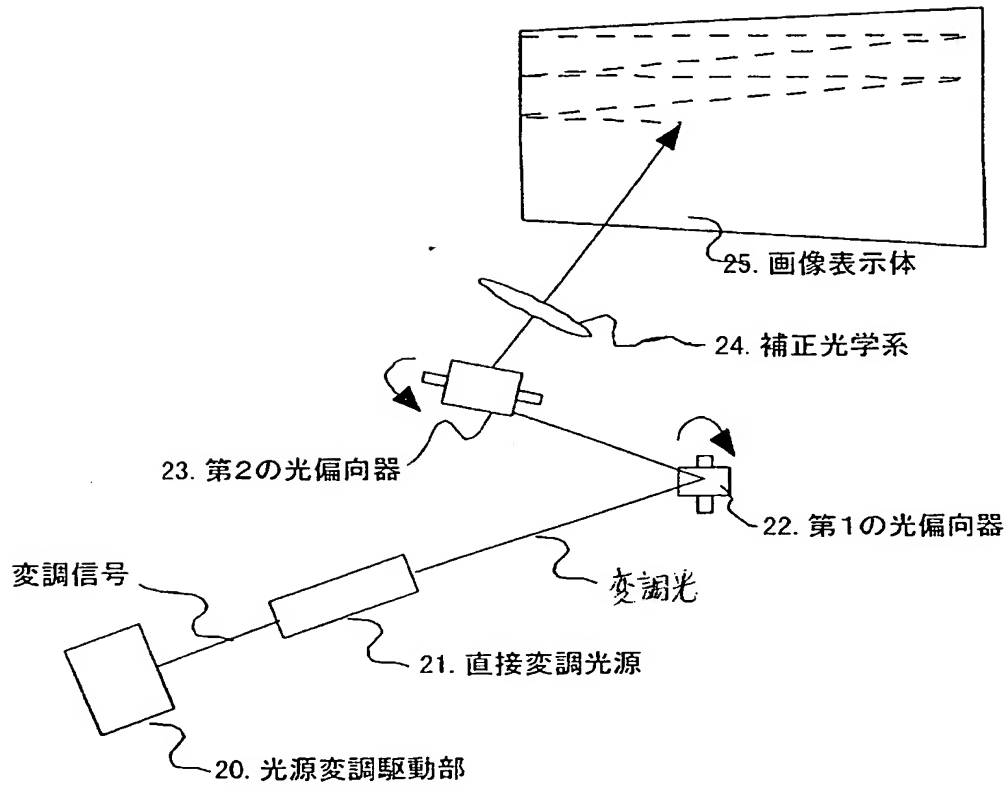 25. 画像表示体
24. 補正光学系
23. 第2の光偏向器
22. 第1の光偏向器
変調信号
変調光
21. 直接変調光源
20. 光源変調駆動部